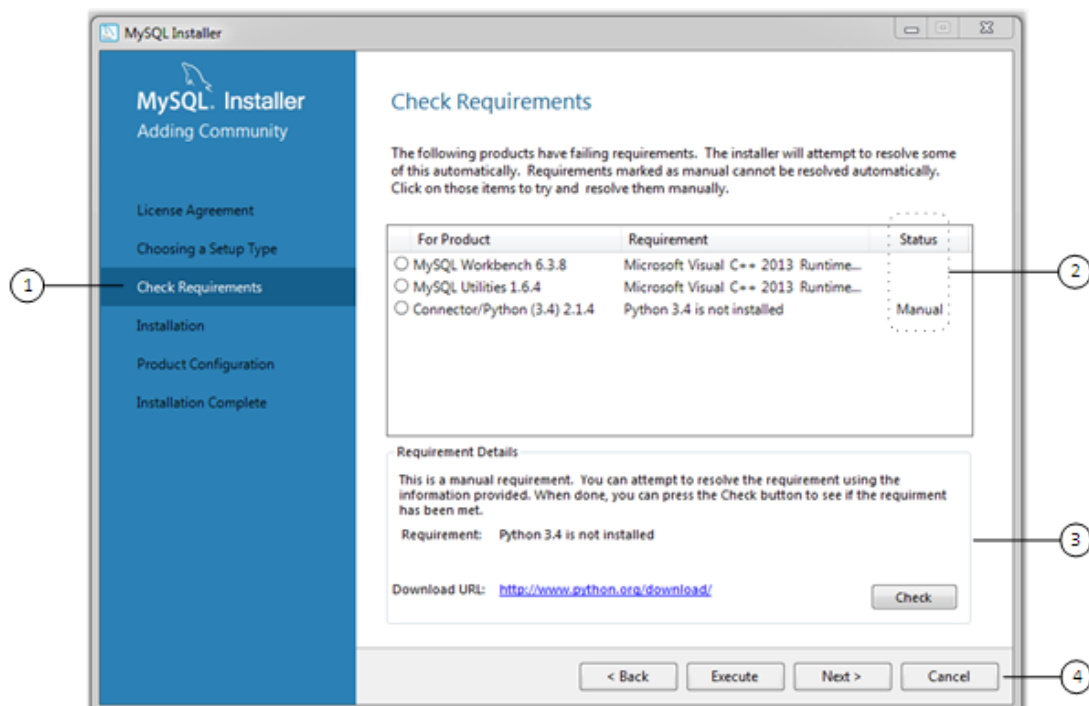 MySQL Installer
MySQL. Installer
Adding Community
License Agreement
Choosing a Setup Type
Check Requirements
Installation
Product Configuration
Installation Complete
Check Requirements
The following products have failing requirements. The installer will attempt to resolve some
of this automatically. Requirements marked as manual cannot be resolved automatically.
Click on those items to try and resolve them manually.
For Product Requirement Status
MySQL Workbench 6.3.8 Microsoft Visual C++ 2013 Runtime...
MySQL Utilities 1.6.4 Microsoft Visual C++ 2013 Runtime...
Connector/Python (3.4) 2.1.4 Python 3.4 is not installed Manual
Requirement Details
This is a manual requirement. You can attempt to resolve the requirement using the
information provided. When done, you can press the Check button to see if the requirment
has been met.
Requirement: Python 3.4 is not installed
Download URL: http://www.python.org/download/
Check
< Back Execute Next > Cancel
1
2
3
4